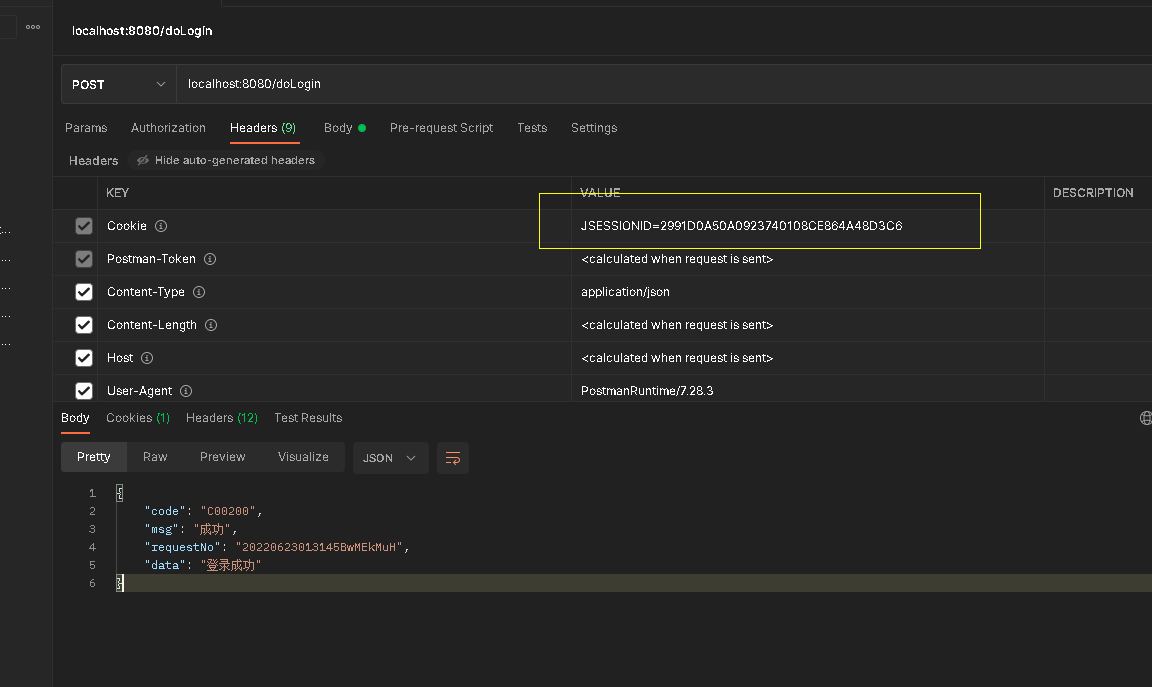 localhost:8080/doLogin
POST localhost:8080/doLogin
Params Authorization Headers (9) Body Pre-request Script Tests Settings
Headers Hide auto-generated headers
KEY VALUE DESCRIPTION
Cookie JSESSIONID=2991D0A50A0923740108CE864A48D3C6
Postman-Token <calculated when request is sent>
Content-Type application/json
Content-Length <calculated when request is sent>
Host <calculated when request is sent>
User-Agent PostmanRuntime/7.28.3
Body Cookies (1) Headers (12) Test Results
Pretty Raw Preview Visualize JSON
1 {
2 "code": "C00200",
3 "msg": "成功",
4 "requestNo": "20220623013145BwMEkMuH",
5 "data": "登录成功"
6 }